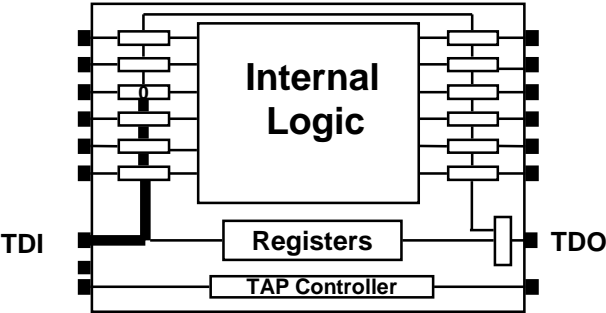 Internal
Logic
0
TDI
Registers
TDO
TAP Controller